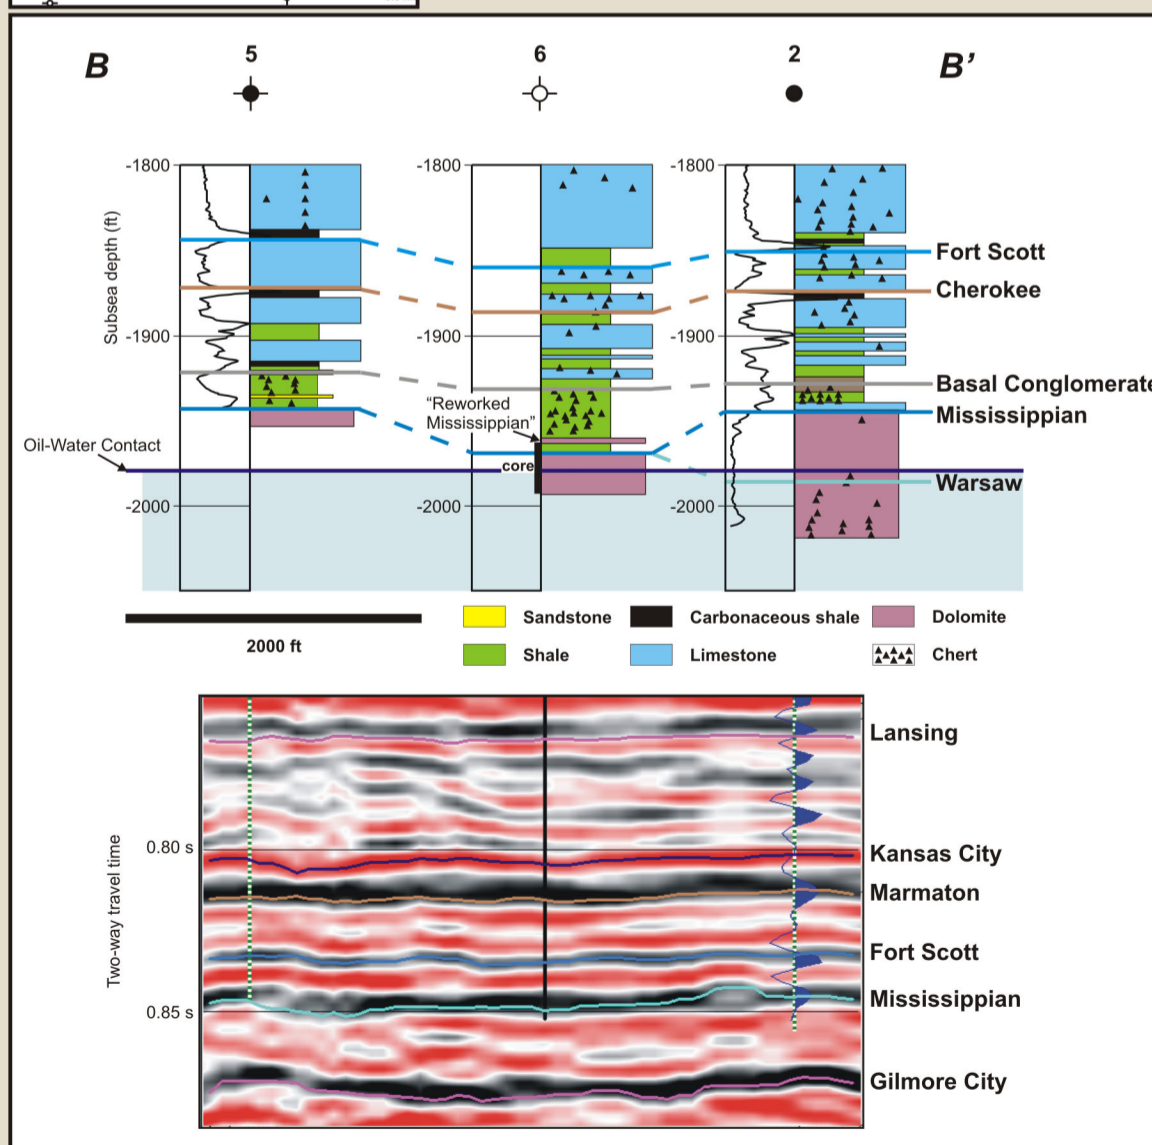 B
5
6
2
B’
-1800
-1800
-1800
Subsea depth (ft)
Fort Scott
Cherokee
-1900
-1900
-1900
Basal Conglomerate
“Reworked
Mississippian”
Mississippian
Oil-Water Contact
core
Warsaw
-2000
-2000
-2000
2000 ft
Sandstone
Carbonaceous shale
Dolomite
Shale
Limestone
Chert
Lansing
Two-way travel time
0.80 s
Kansas City
Marmaton
Fort Scott
Mississippian
0.85 s
Gilmore City